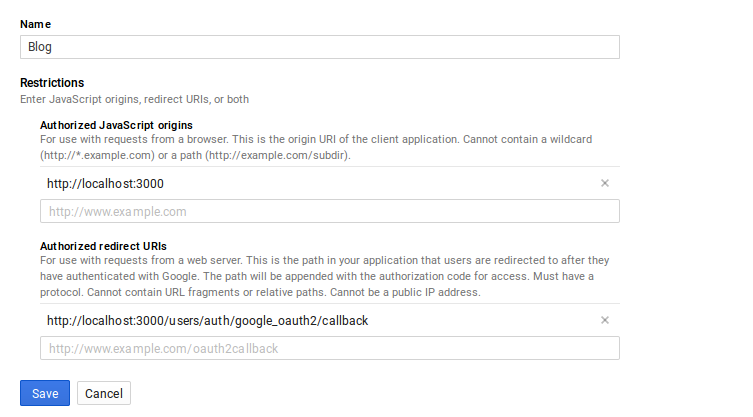 Name
Blog
Restrictions
Enter JavaScript origins, redirect URIs, or both
Authorized JavaScript origins
For use with requests from a browser. This is the origin URI of the client application. Cannot contain a wildcard
(http://*.example.com) or a path (http://example.com/subdir).
http://localhost:3000
http://www.example.com
Authorized redirect URIs
For use with requests from a web server. This is the path in your application that users are redirected to after they
have authenticated with Google. The path will be appended with the authorization code for access. Must have a
protocol. Cannot contain URL fragments or relative paths. Cannot be a public IP address.
http://localhost:3000/users/auth/google_oauth2/callback
http://www.example.com/oauth2callback
Save Cancel